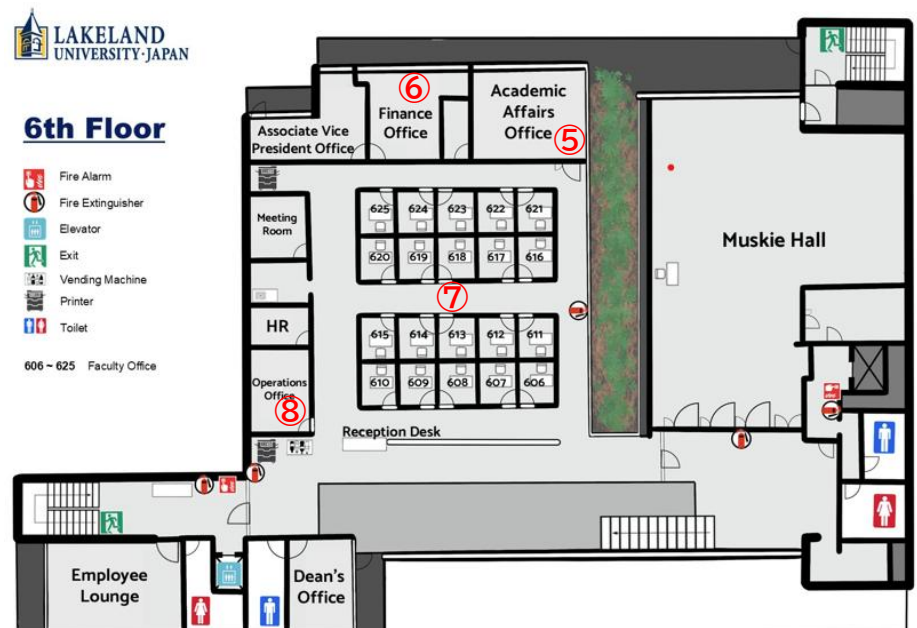 LAKELAND
UNIVERSITY·JAPAN
6th Floor
Fire Alarm
Fire Extinguisher
Elevator
Exit
Vending Machine
Printer
Toilet
606 ~ 625 Faculty Office
⑥
Finance
Office
Academic
Affairs
Office
⑤
Associate Vice
President Office
Meeting
Room
625 624 623 622 621
620 619 618 617 616
⑦
HR
615 614 613 612 611
610 609 608 607 606
Operations
Office
⑧
Reception Desk
Muskie Hall
Employee
Lounge
Dean's
Office